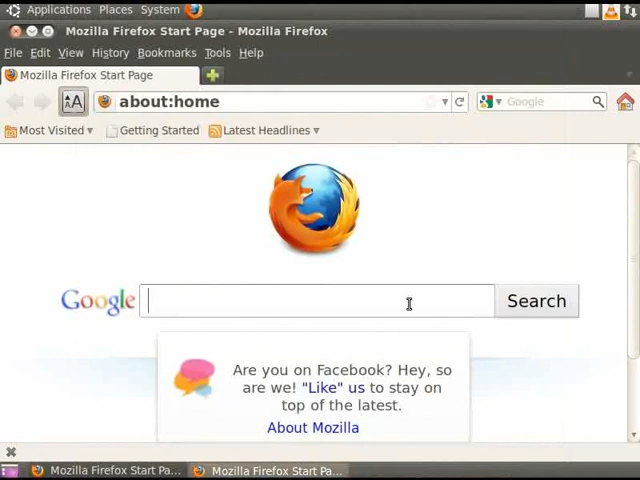 Applications Places System
Mozilla Firefox Start Page - Mozilla Firefox
File Edit View History Bookmarks Tools Help
Mozilla Firefox Start Page
AA about:home Google
Most Visited Getting Started Latest Headlines
Google Search
Are you on Facebook? Hey, so
are we! "Like" us to stay on
top of the latest.
About Mozilla
Mozilla Firefox Start Pa... Mozilla Firefox Start Pa...